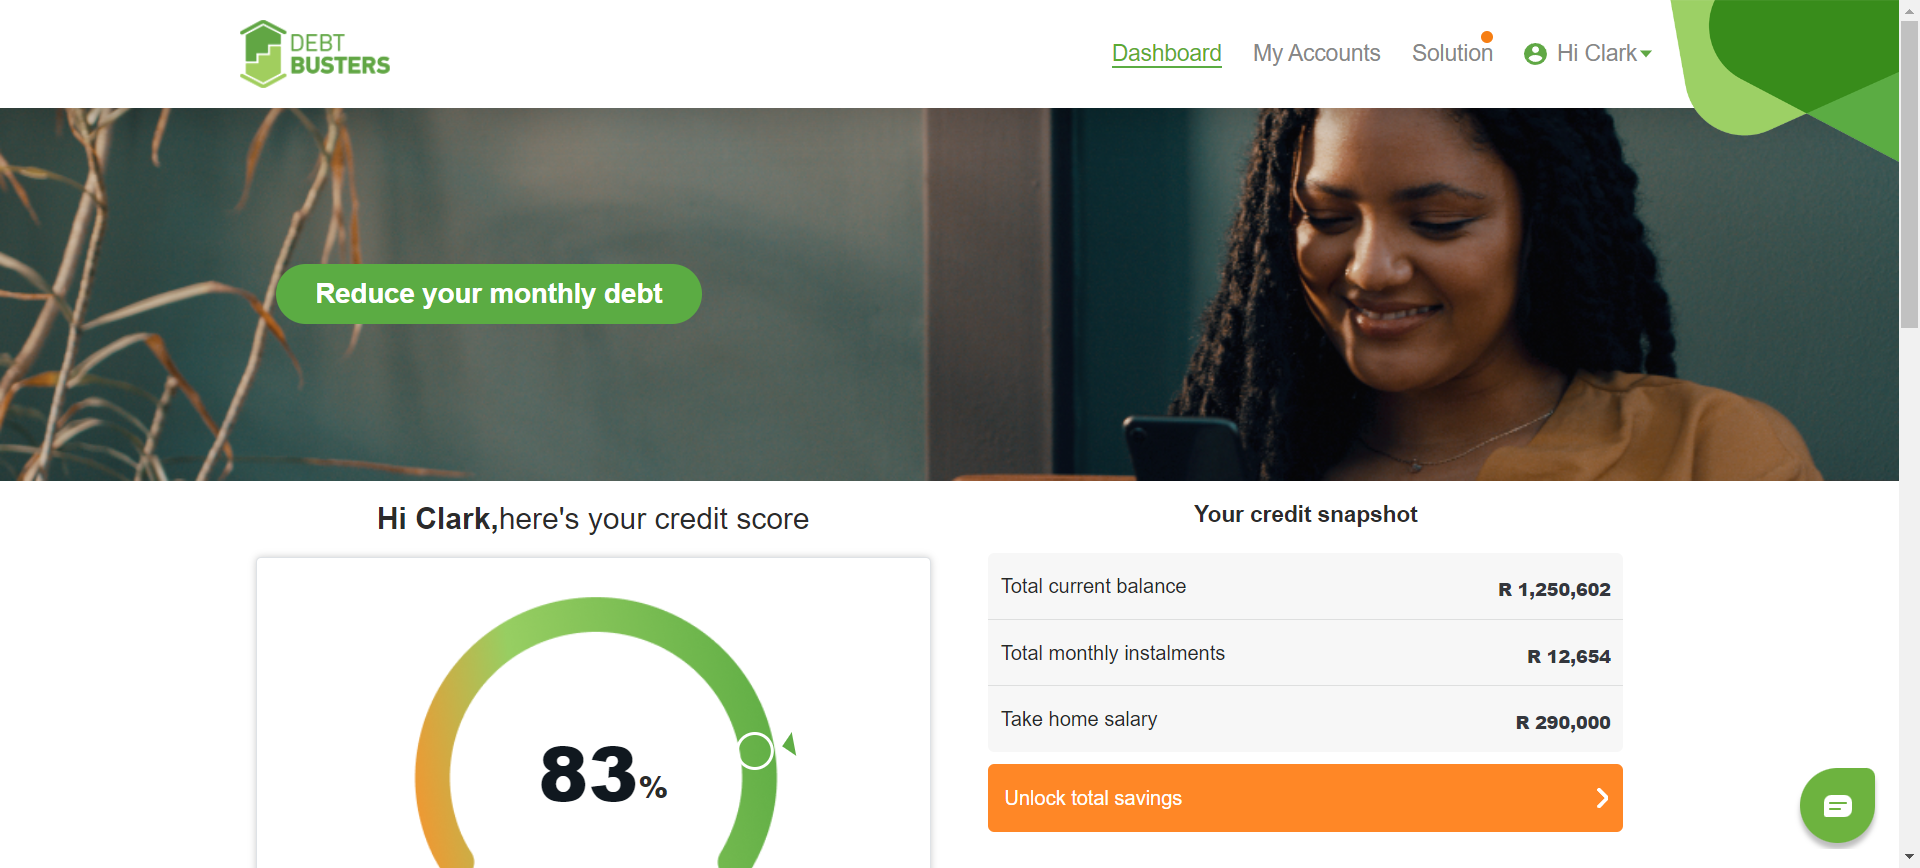 DEBT
BUSTERS
Dashboard
My Accounts
Solution
Hi Clark
Reduce your monthly debt
Hi Clark,here's your credit score
83%
Your credit snapshot
Total current balance R 1,250,602
Total monthly instalments R 12,654
Take home salary R 290,000
Unlock total savings